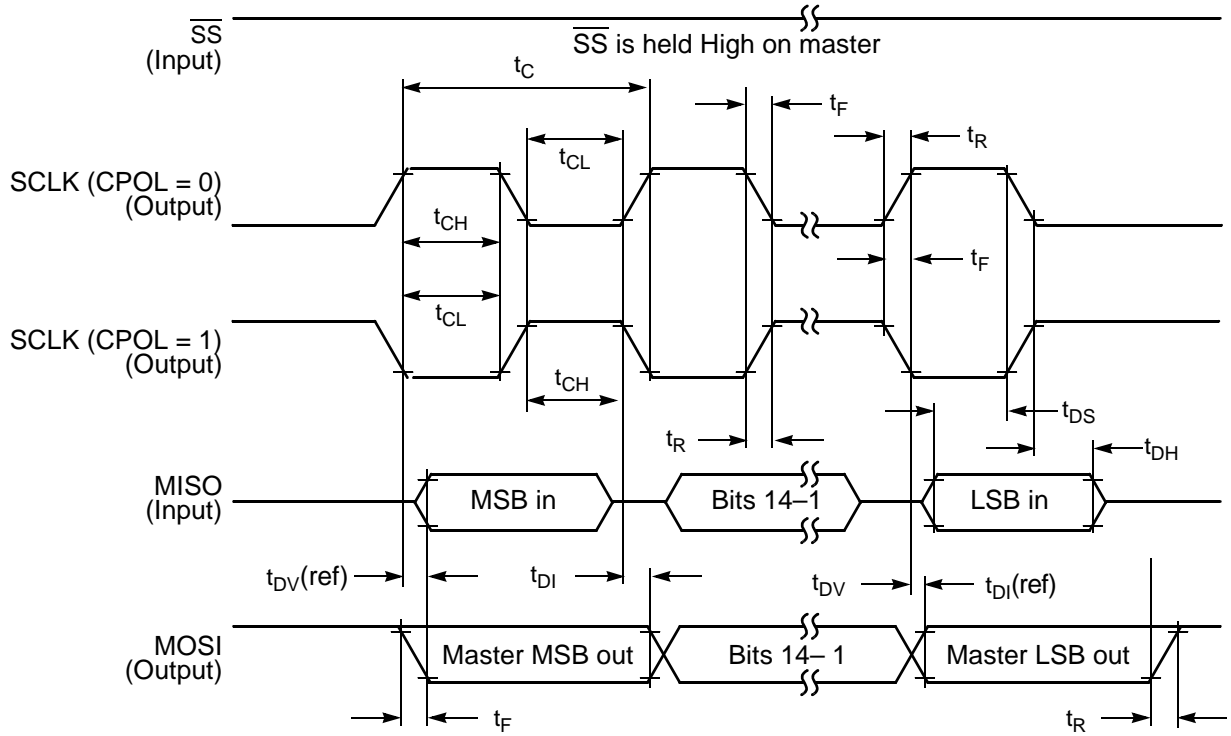 SS
(Input)
SS is held High on master
tC
tF
tR
tCL
SCLK (CPOL = 0)
(Output)
tCH
tF
tCL
SCLK (CPOL = 1)
(Output)
tCH
tDS
tR
tDH
MISO
(Input)
MSB in
Bits 14–1
LSB in
tDV(ref)
tDI
tDV
tDI(ref)
MOSI
(Output)
Master MSB out
Bits 14– 1
Master LSB out
tF
tR